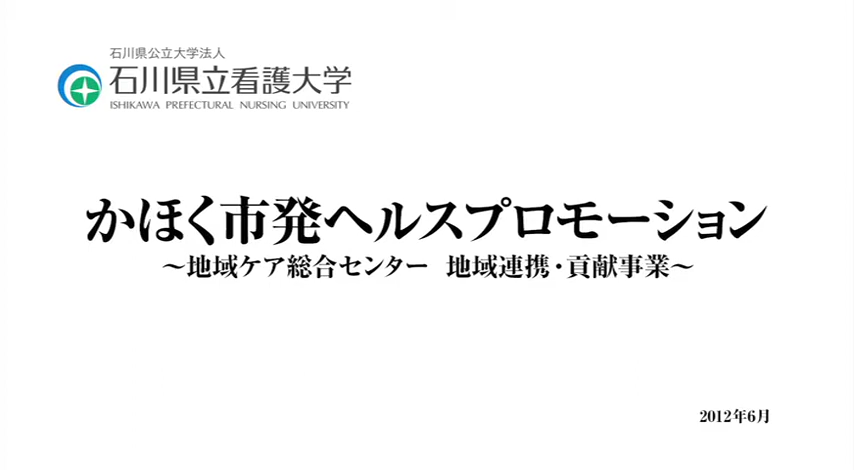 石川県公立大学法人
石川県立看護大学
ISHIKAWA PREFECTURAL NURSING UNIVERSITY
かほく市発ヘルスプロモーション
～地域ケア総合センター 地域連携・貢献事業～
2012年6月